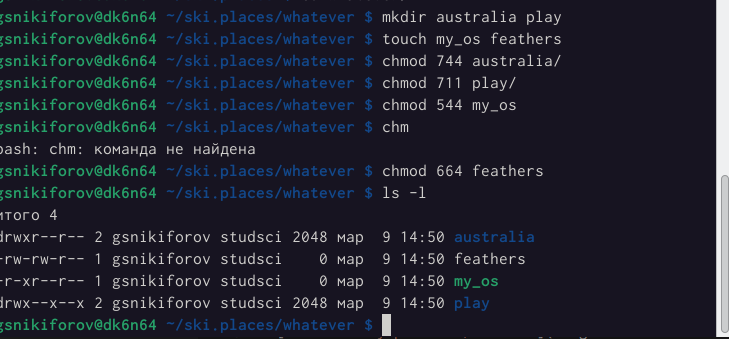 gsnikiforov@dk6n64 ~/ski.places/whatever $ mkdir australia play
gsnikiforov@dk6n64 ~/ski.places/whatever $ touch my_os feathers
gsnikiforov@dk6n64 ~/ski.places/whatever $ chmod 744 australia/
gsnikiforov@dk6n64 ~/ski.places/whatever $ chmod 711 play/
gsnikiforov@dk6n64 ~/ski.places/whatever $ chmod 544 my_os
gsnikiforov@dk6n64 ~/ski.places/whatever $ chm
bash: chm: команда не найдена
gsnikiforov@dk6n64 ~/ski.places/whatever $ chmod 664 feathers
gsnikiforov@dk6n64 ~/ski.places/whatever $ ls -l
итого 4
drwxr--r-- 2 gsnikiforov studsci 2048 мар  9 14:50 australia
-rw-rw-r-- 1 gsnikiforov studsci    0 мар  9 14:50 feathers
-r-xr--r-- 1 gsnikiforov studsci    0 мар  9 14:50 my_os
drwx--x--x 2 gsnikiforov studsci 2048 мар  9 14:50 play
gsnikiforov@dk6n64 ~/ski.places/whatever $